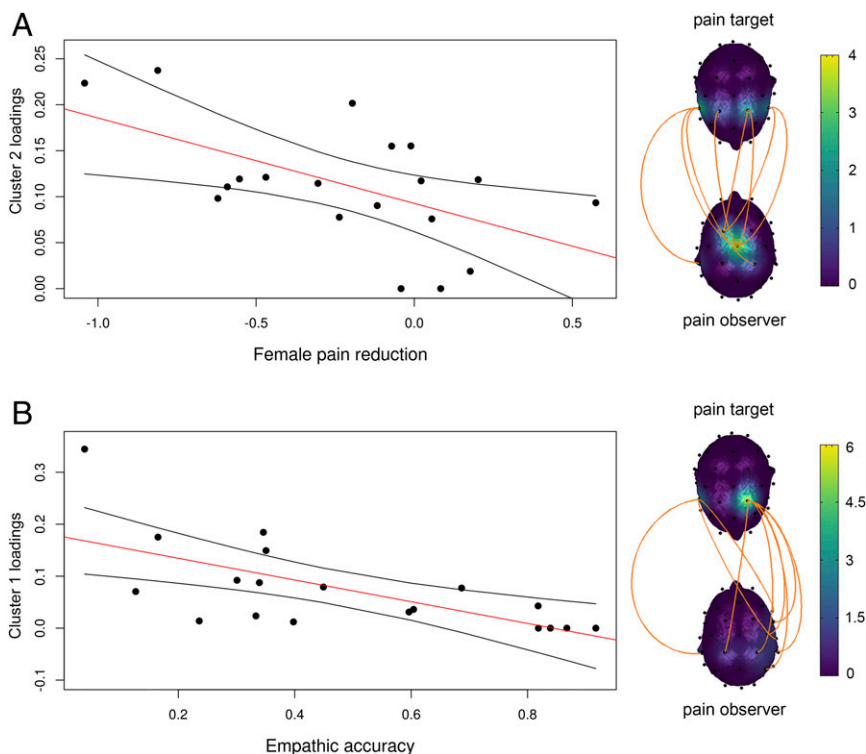 A
Cluster 2 loadings
0.25
0.20
0.15
0.10
0.05
0.00
-1.0 -0.5 0.0 0.5
Female pain reduction
pain target
pain observer
4
3
2
1
0
B
Cluster 1 loadings
0.3
0.2
0.1
0.0
-0.1
0.2 0.4 0.6 0.8
Empathic accuracy
pain target
pain observer
6
4.5
3
1.5
0